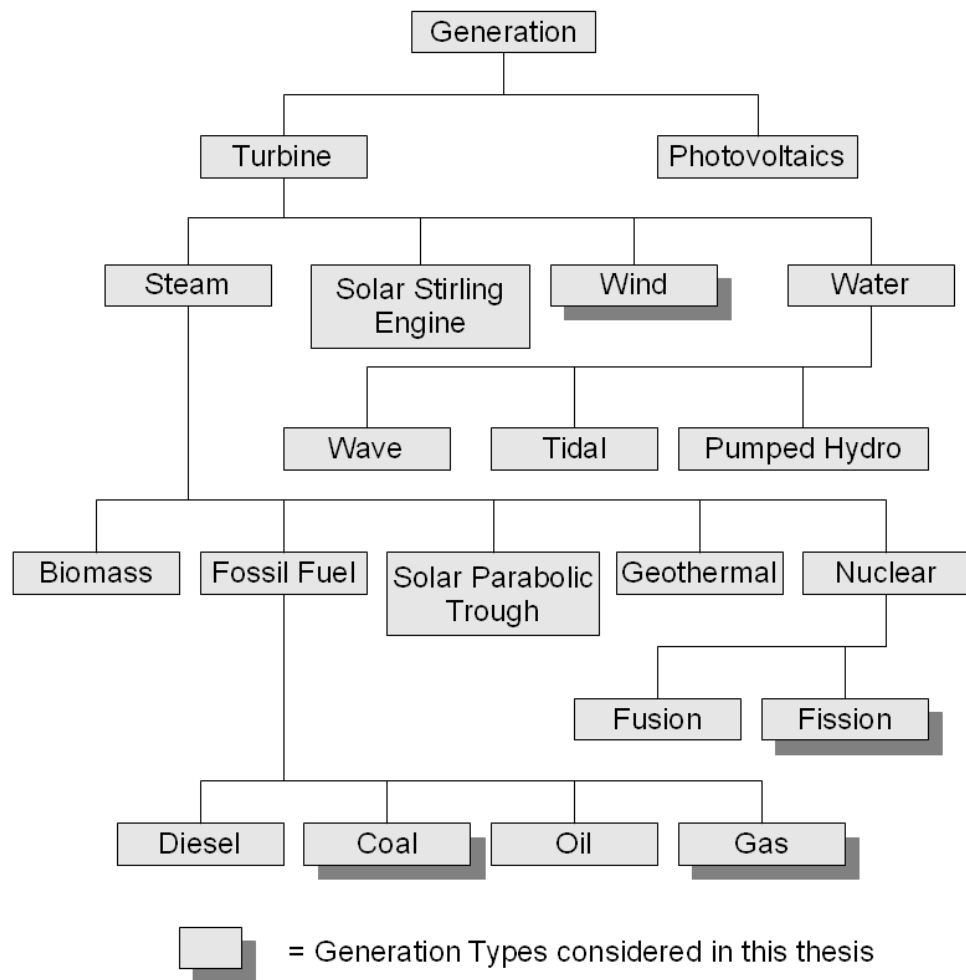 Generation
Turbine
Photovoltaics
Steam
Solar Stirling
Engine
Wind
Water
Wave
Tidal
Pumped Hydro
Biomass
Fossil Fuel
Solar Parabolic
Trough
Geothermal
Nuclear
Fusion
Fission
Diesel
Coal
Oil
Gas
= Generation Types considered in this thesis